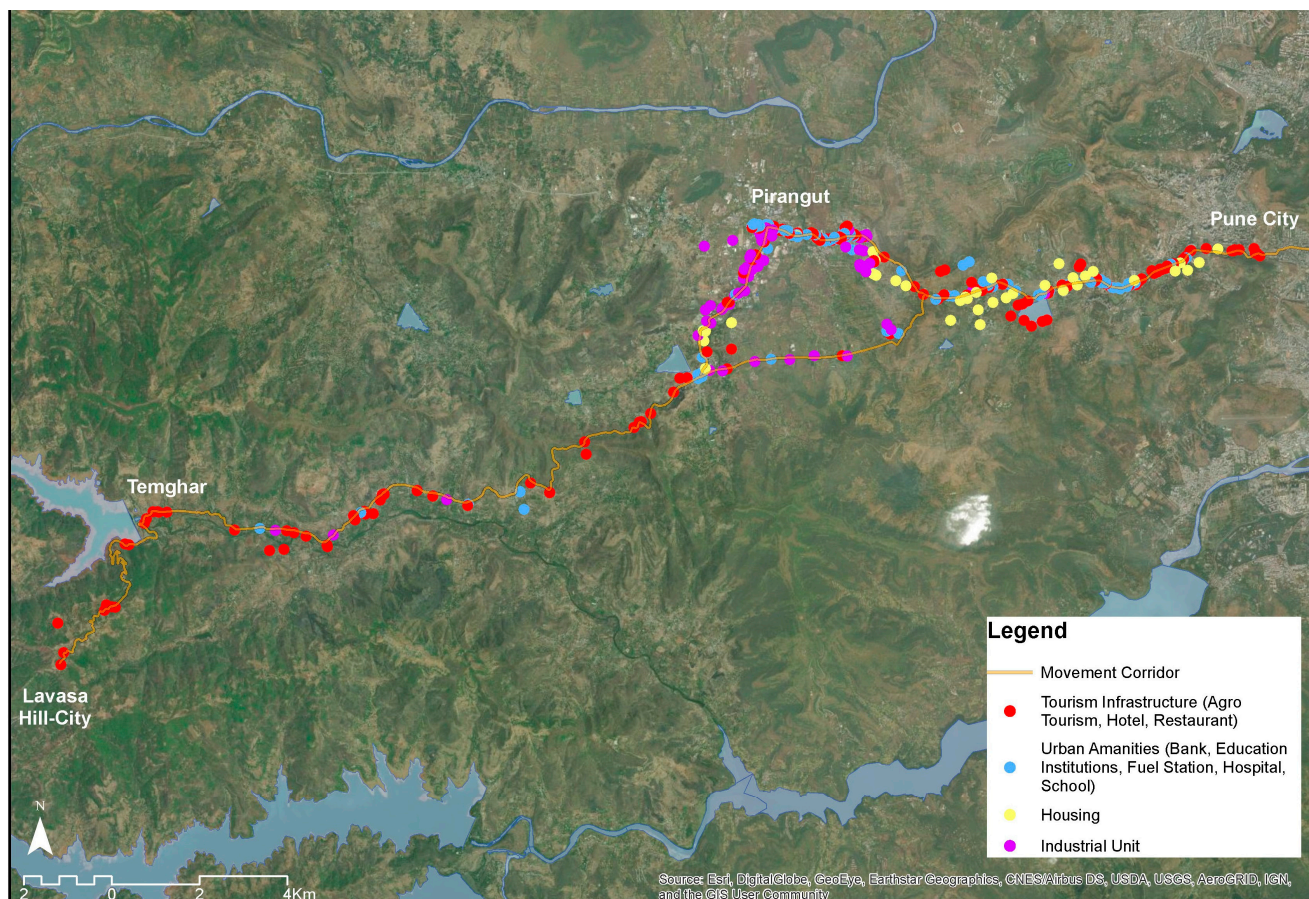 Pirangut
Pune City
Temghar
Lavasa
Hill-City
Legend
Movement Corridor
Tourism Infrastructure (Agro
Tourism, Hotel, Restaurant)
Urban Amanities (Bank, Education
Institutions, Fuel Station, Hospital,
School)
Housing
Industrial Unit
N
2 0 2 4Km
Source: Esri, DigitalGlobe, GeoEye, Earthstar Geographics, CNES/Airbus DS, USDA, USGS, AeroGRID, IGN,
and the GIS User Community